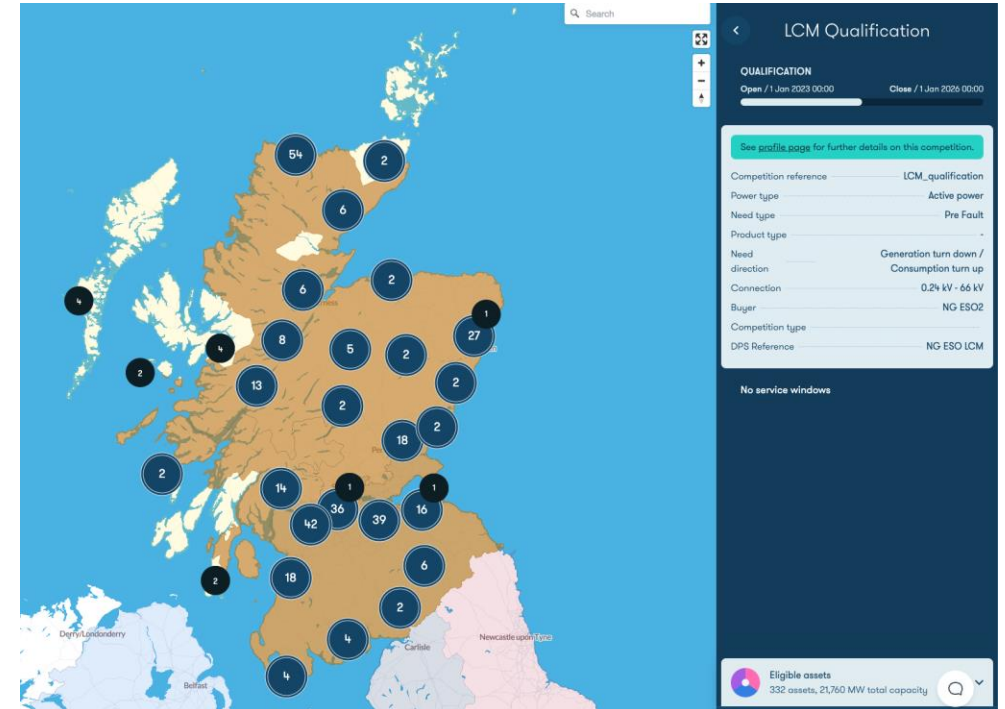 Search
LCM Qualification
QUALIFICATION
Open / 1 Jan 2023 00:00 Close / 1 Jan 2026 00:00
See profile page for further details on this competition.
Competition reference LCM_qualification
Power type Active power
Need type Pre Fault
Product type -
Need direction Generation turn down / Consumption turn up
Connection 0.24 kV - 66 kV
Buyer NG ESO2
Competition type
DPS Reference NG ESO LCM
No service windows
Eligible assets
332 assets, 21,760 MW total capacity
54
2
6
4
6
2
1
27
8
4
5
2
2
13
2
2
2
18
2
14
1
36
1
16
42
39
6
2
18
2
4
4
Derry/Londonderry
Belfast
Carlisle
Newcastle upon Tyne